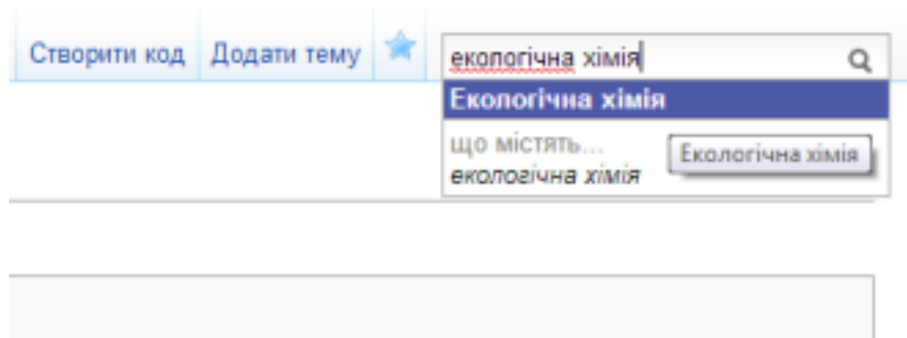 Створити код Додати тему екологічна хімія
Екологічна хімія
що містять...
Екологічна хімія
екологічна хімія